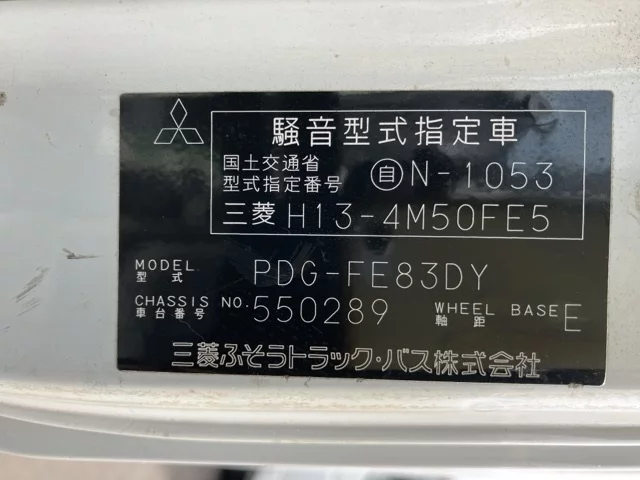 騒音型式指定車
国土交通省
型式指定番号 自N-1053
三菱 H13-4M50FE5
MODEL
型式 PDG-FE83DY
CHASSIS NO.
車台番号 550289 WHEEL BASE
軸距 E
三菱ふそうトラック・バス株式会社